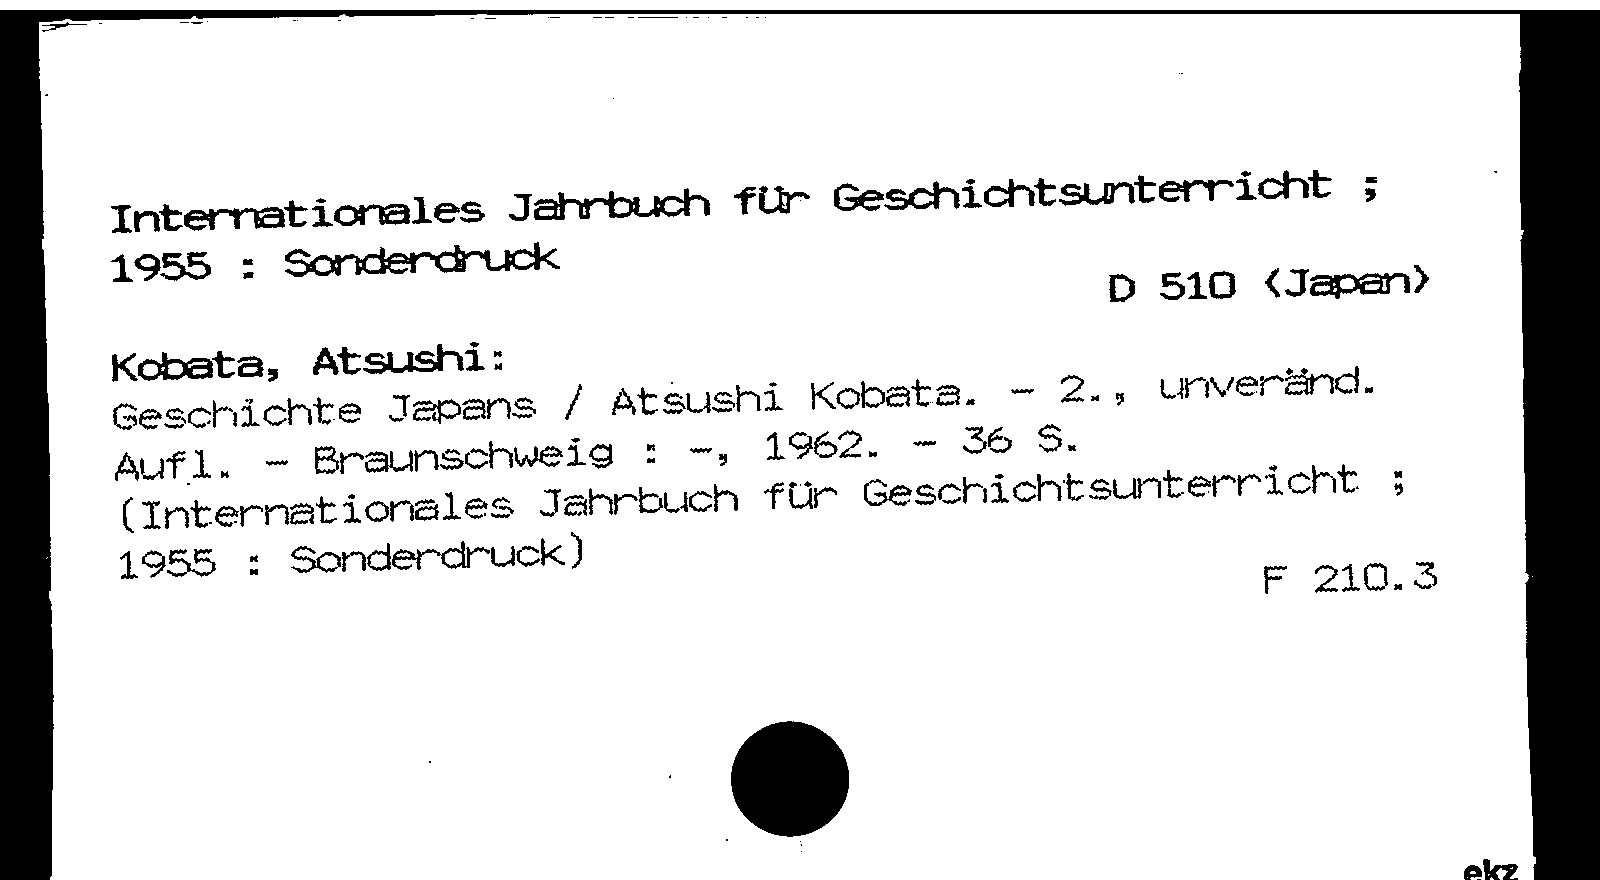 Internationales Jahrbuch für Geschichtsunterricht ;
1955 : Sonderdruck
D 510 <Japan>
Kobata, Atsushi:
Geschichte Japans / Atsushi Kobata. - 2., unveränd.
Aufl. - Braunschweig : -, 1962. - 36 S.
(Internationales Jahrbuch für Geschichtsunterricht ;
1955 : Sonderdruck)
F 210.3
ekz